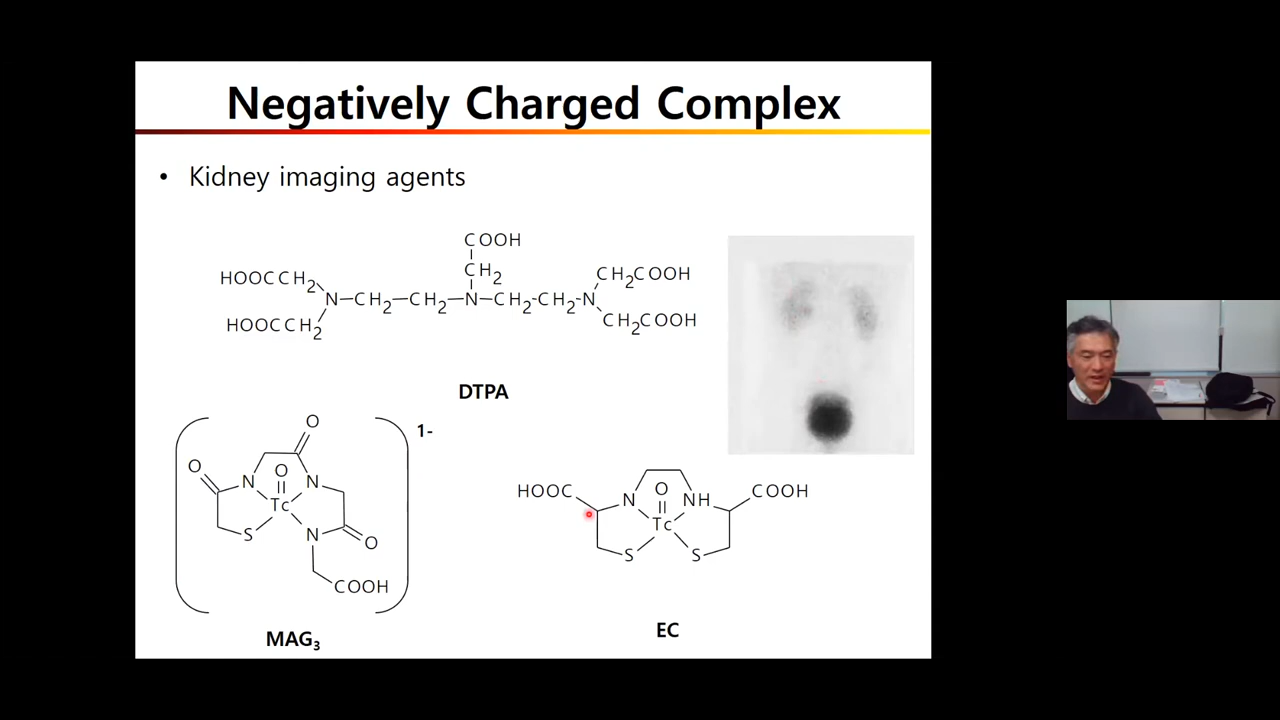 Negatively Charged Complex
• Kidney imaging agents
COOH
CH2
HOOCCH2
CH2COOH
N—CH2—CH2—N—CH2-CH2-N
HOOCCH2
CH2COOH
DTPA
1-
O
O
O
N
N
Tc
S
N
O
COOH
MAG3
HOOC
O
COOH
N
NH
Tc
S
S
EC